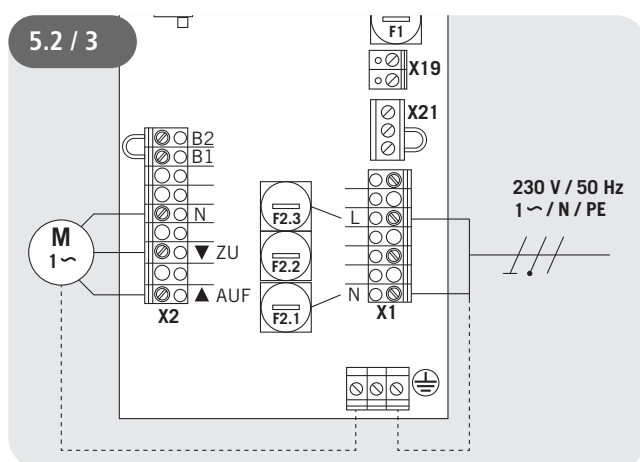 5.2 / 3
F1
X19
X21
B2
B1
N
▼ ZU
▲ AUF
X2
M
1~
F2.3
F2.2
F2.1
L
N
X1
230 V / 50 Hz
1~/ N / PE